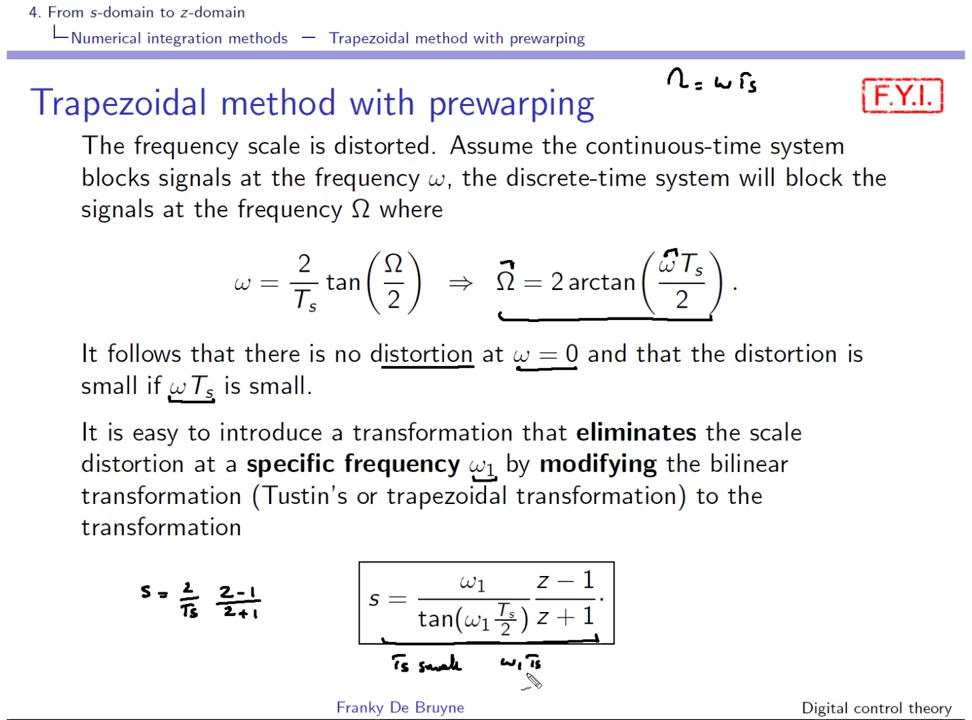 4. From s-domain to z-domain
Numerical integration methods — Trapezoidal method with prewarping
Ω = ω Ts
Trapezoidal method with prewarping
F.Y.I.
The frequency scale is distorted. Assume the continuous-time system
blocks signals at the frequency ω, the discrete-time system will block the
signals at the frequency Ω where
ω = 2/Ts tan(Ω/2) ⇒ Ω = 2 arctan(ωTs/2).
It follows that there is no distortion at ω = 0 and that the distortion is
small if ωTs is small.
It is easy to introduce a transformation that eliminates the scale
distortion at a specific frequency ω1 by modifying the bilinear
transformation (Tustin's or trapezoidal transformation) to the
transformation
s = 2/Ts z-1/z+1
s = ω1/tan(ω1 Ts/2) z − 1/z + 1.
Ts small ω1 Ts
Franky De Bruyne Digital control theory